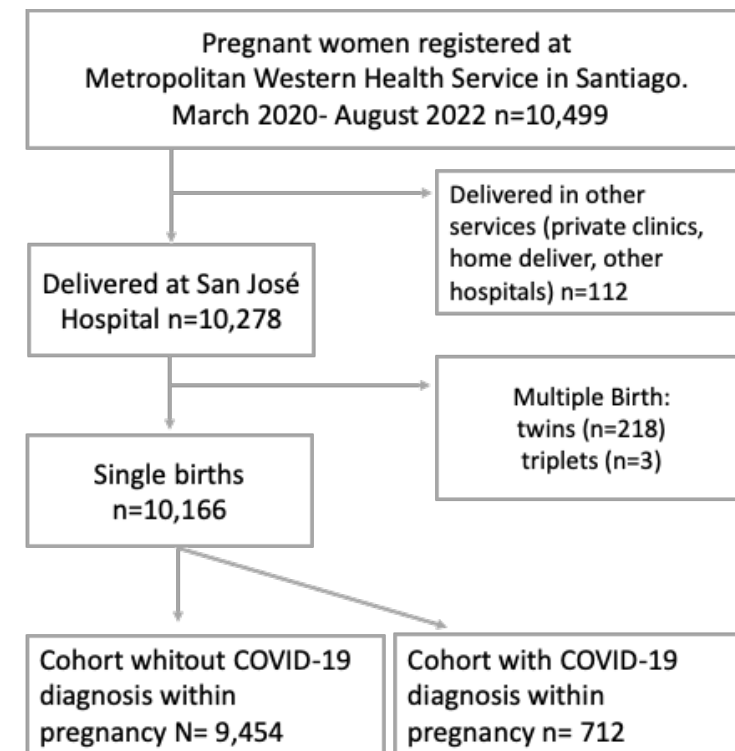 Pregnant women registered at
Metropolitan Western Health Service in Santiago.
March 2020- August 2022 n=10,499
Delivered in other
services (private clinics,
home deliver, other
hospitals) n=112
Delivered at San José
Hospital n=10,278
Multiple Birth:
twins (n=218)
triplets (n=3)
Single births
n=10,166
Cohort whitout COVID-19
diagnosis within
pregnancy N= 9,454
Cohort with COVID-19
diagnosis within
pregnancy n= 712